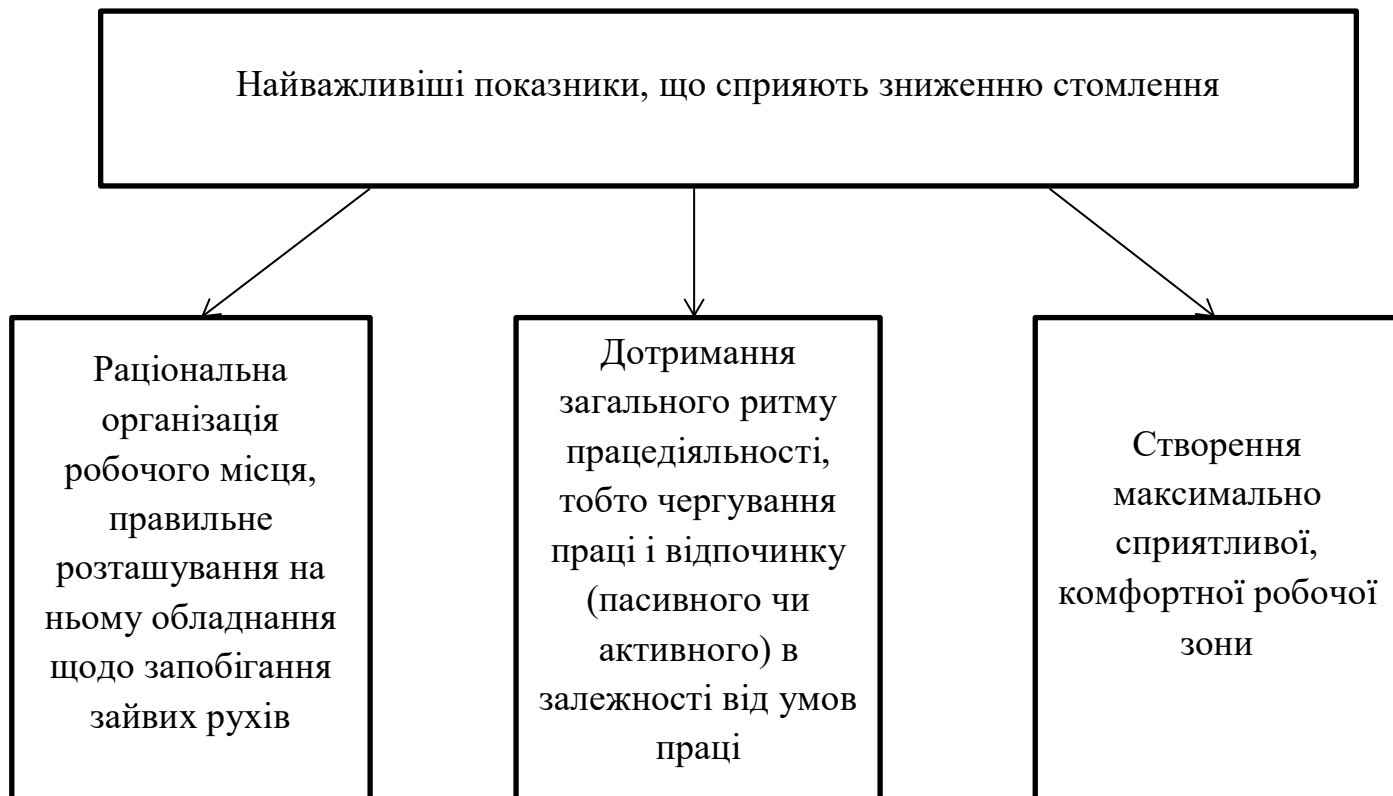 Найважливіші показники, що сприяють зниженню стомлення
Раціональна
організація
робочого місця,
правильне
розташування на
ньому обладнання
щодо запобігання
зайвих рухів
Дотримання
загального ритму
працедіяльності,
тобто чергування
праці і відпочинку
(пасивного чи
активного) в
залежності від умов
праці
Створення
максимально
сприятливої,
комфортної робочої
зони